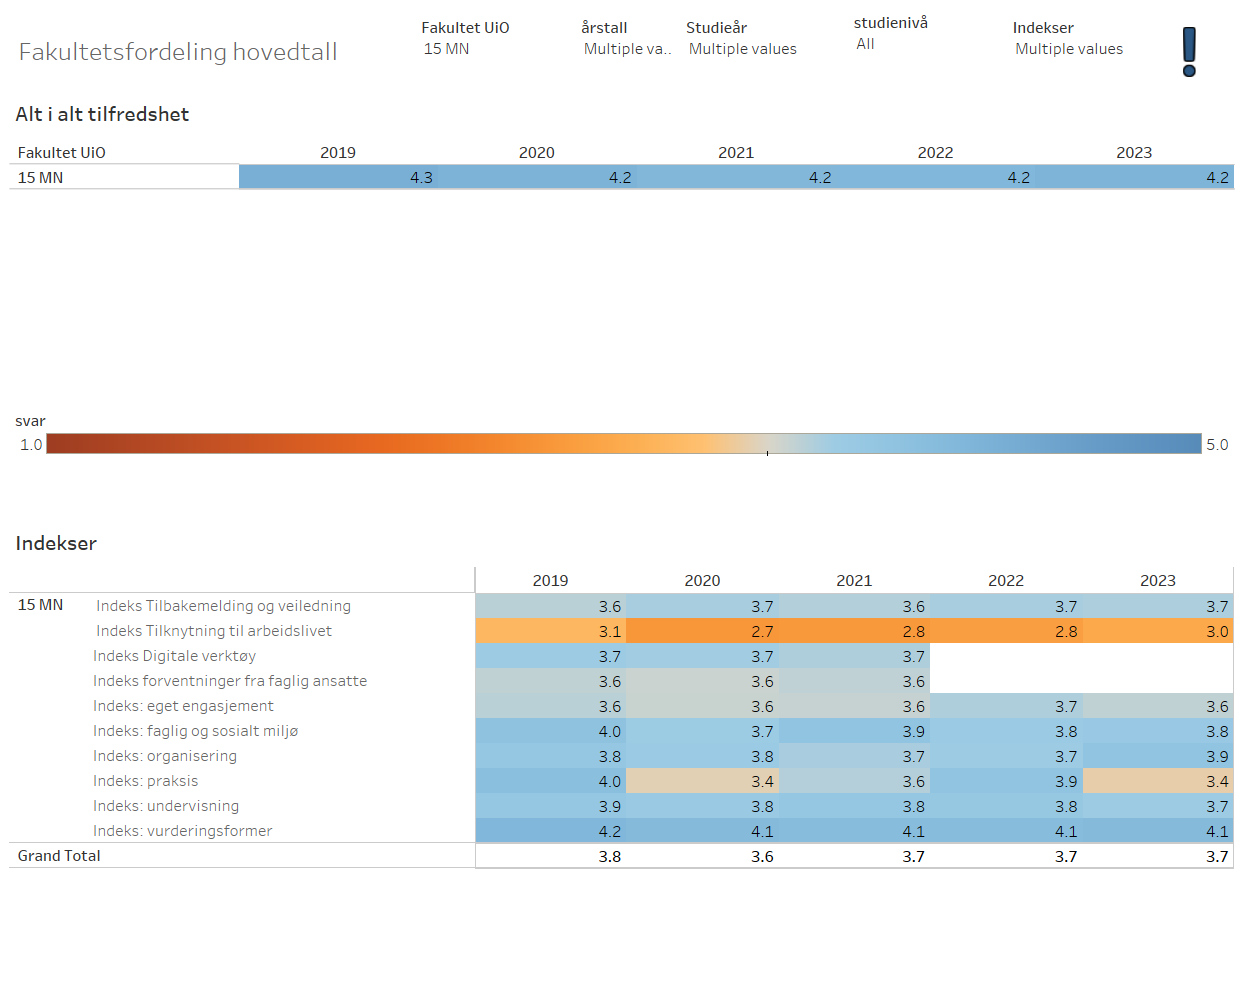 Fakultetsfordeling hovedtall
Fakultet UiO årstall Studieår studienivå Indekser
15 MN Multiple va.. Multiple values All Multiple values
Alt i alt tilfredshet
Fakultet UiO 2019 2020 2021 2022 2023
15 MN 4.3 4.2 4.2 4.2 4.2
svar
1.0 5.0
Indekser
2019 2020 2021 2022 2023
15 MN Indeks Tilbakemelding og veiledning 3.6 3.7 3.6 3.7 3.7
Indeks Tilknytning til arbeidslivet 3.1 2.7 2.8 2.8 3.0
Indeks Digitale verktøy 3.7 3.7 3.7
Indeks forventninger fra faglig ansatte 3.6 3.6 3.6
Indeks: eget engasjement 3.6 3.6 3.6 3.7 3.6
Indeks: faglig og sosialt miljø 4.0 3.7 3.9 3.8 3.8
Indeks: organisering 3.8 3.8 3.7 3.7 3.9
Indeks: praksis 4.0 3.4 3.6 3.9 3.4
Indeks: undervisning 3.9 3.8 3.8 3.8 3.7
Indeks: vurderingsformer 4.2 4.1 4.1 4.1 4.1
Grand Total 3.8 3.6 3.7 3.7 3.7